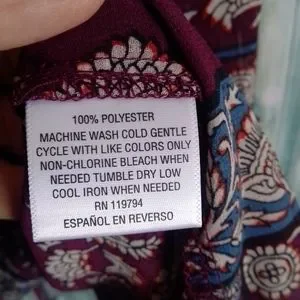 100% POLYESTER
MACHINE WASH COLD GENTLE
CYCLE WITH LIKE COLORS ONLY
NON-CHLORINE BLEACH WHEN
NEEDED TUMBLE DRY LOW
COOL IRON WHEN NEEDED
RN 119794
ESPAÑOL EN REVERSO